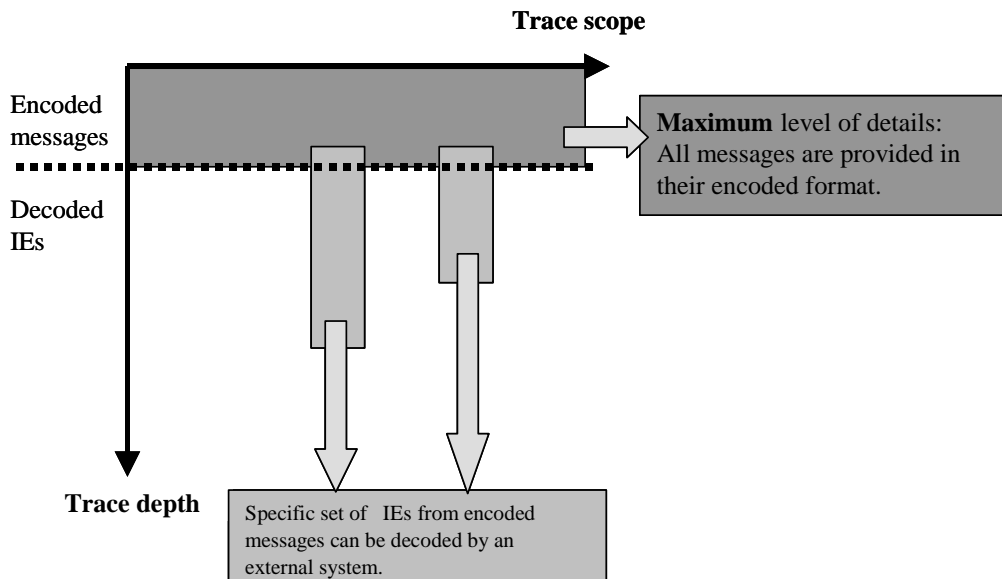 Trace scope
Encoded
messages
Maximum level of details:
All messages are provided in
their encoded format.
Decoded
IEs
Trace depth
Specific set of IEs from encoded
messages can be decoded by an
external system.